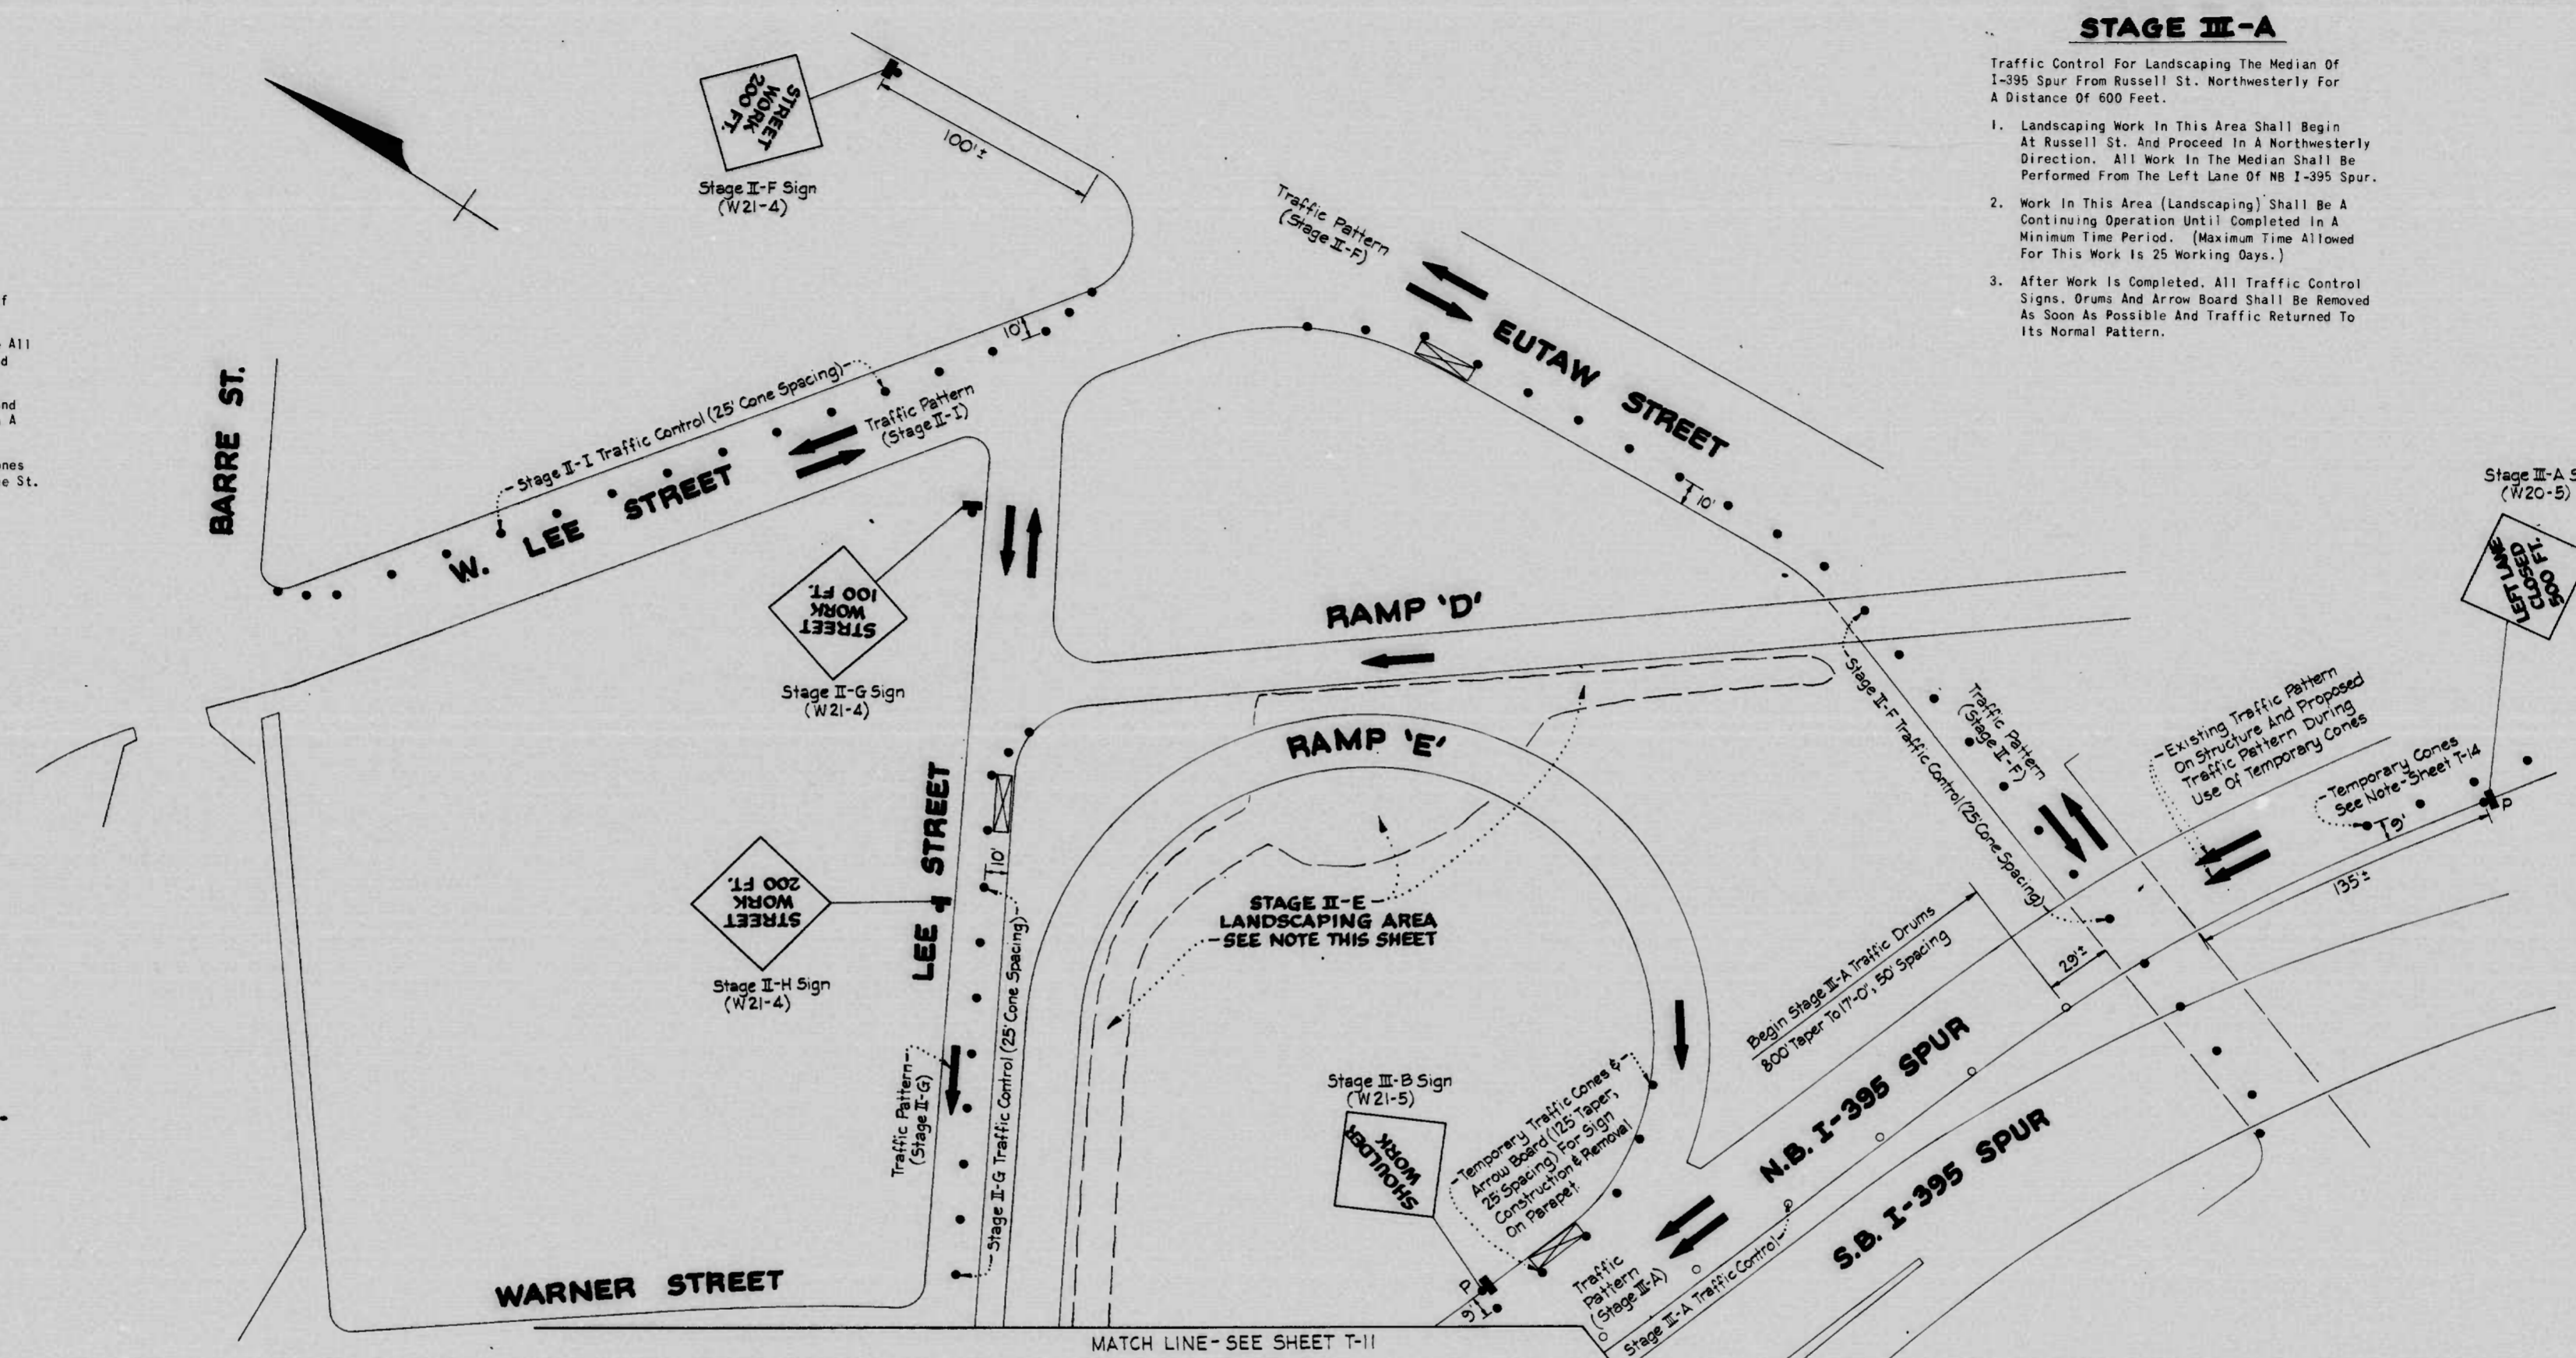 STAGE III-A
Traffic Control For Landscaping The Median Of
I-395 Spur From Russell St. Northwesterly For
A Distance Of 600 Feet.
1. Landscaping Work In This Area Shall Begin
At Russell St. And Proceed In A Northwesterly
Direction. All Work In The Median Shall Be
Performed From The Left Lane Of NB I-395 Spur.
2. Work In This Area (Landscaping) Shall Be A
Continuing Operation Until Completed In A
Minimum Time Period. (Maximum Time Allowed
For This Work Is 25 Working Oays.)
3. After Work Is Completed. All Traffic Control
Signs. Orums And Arrow Board Shall Be Removed
As Soon As Possible And Traffic Returned To
Its Normal Pattern.
f
All
d
nd
A
nes
e St.
STREET
WORK
200 FT.
Stage II-F Sign
(W21-4)
100'±
Traffic Pattern
(Stage II-F)
EUTAW STREET
10'
BARRE ST.
Stage II-I Traffic Control (25' Cone Spacing)
10'
Traffic Pattern
(Stage II-I)
W. LEE STREET
STREET
WORK
100 FT.
Stage II-G Sign
(W21-4)
RAMP 'D'
RAMP 'E'
Stage III-A S
(W20-5)
LEFT LANE
CLOSED
500 FT.
Stage II-F Traffic Control (25' Cone Spacing)
Traffic Pattern
(Stage II-F)
Existing Traffic Pattern
On Structure And Proposed
Traffic Pattern During
Use Of Temporary Cones
Temporary Cones
See Note-Sheet T-14
9'
P
135'±
29'±
STREET
WORK
200 FT.
Stage II-H Sign
(W21-4)
LEE STREET
10'
STAGE II-E
LANDSCAPING AREA
SEE NOTE THIS SHEET
Traffic Pattern
(Stage II-G)
Stage II-G Traffic Control (25' Cone Spacing)
Begin Stage III-A Traffic Drums
800' Taper To 17'-0", 50' Spacing
N.B. I-395 SPUR
S.B. I-395 SPUR
Stage III-B Sign
(W21-5)
SHOULDER
WORK
Temporary Traffic Cones &
Arrow Board (125' Taper,
25' Spacing) For Sign
Construction & Removal
On Parapet.
P
9'
Traffic
Pattern
(Stage III-A)
Stage III-A Traffic Control
WARNER STREET
MATCH LINE-SEE SHEET T-11